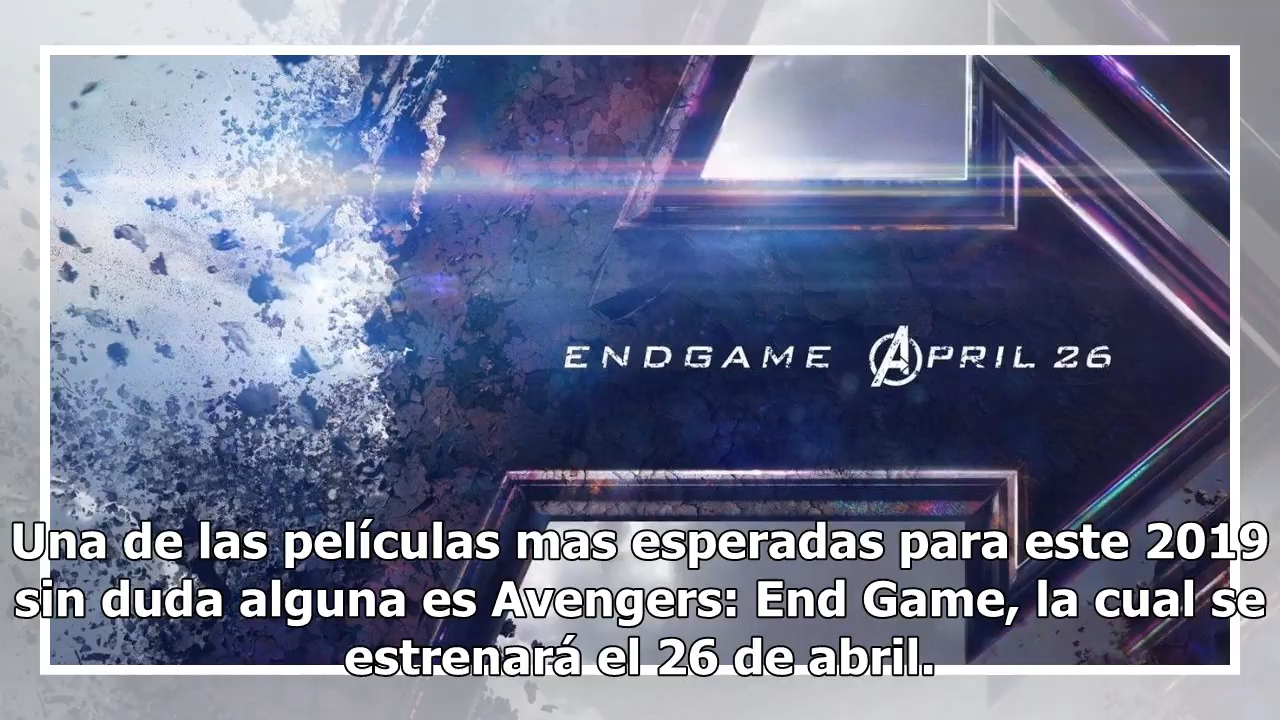 ENDGAME APRIL 26
Una de las películas mas esperadas para este 2019
sin duda alguna es Avengers: End Game, la cual se
estrenará el 26 de abril.